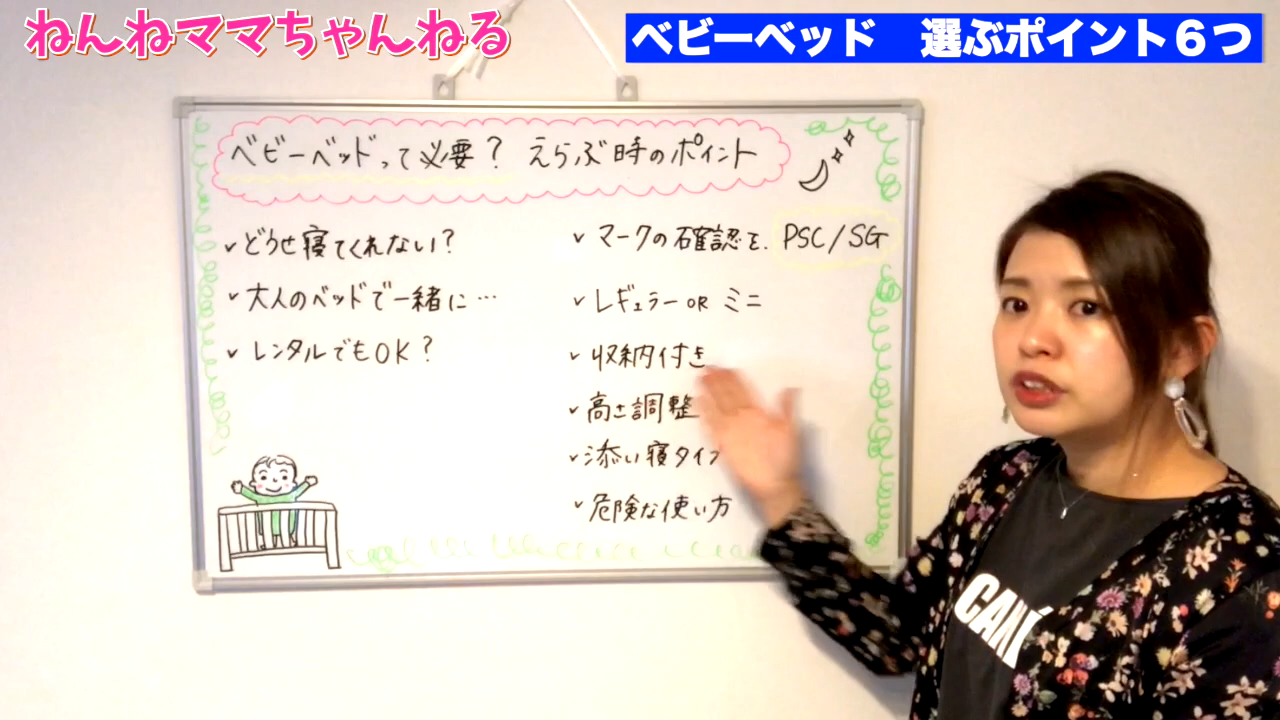 ねんねママちゃんねる
ベビーベッド 選ぶポイント6つ
ベビーベッドって必要? えらぶ時のポイント
✓どうせ寝てくれない?
✓大人のベッドで一緒に…
✓レンタルでもOK?
✓マークの確認を. PSC/SG
✓レギュラー OR ミニ
✓収納付き
✓高さ調整
✓添い寝タイプ
✓危険な使い方